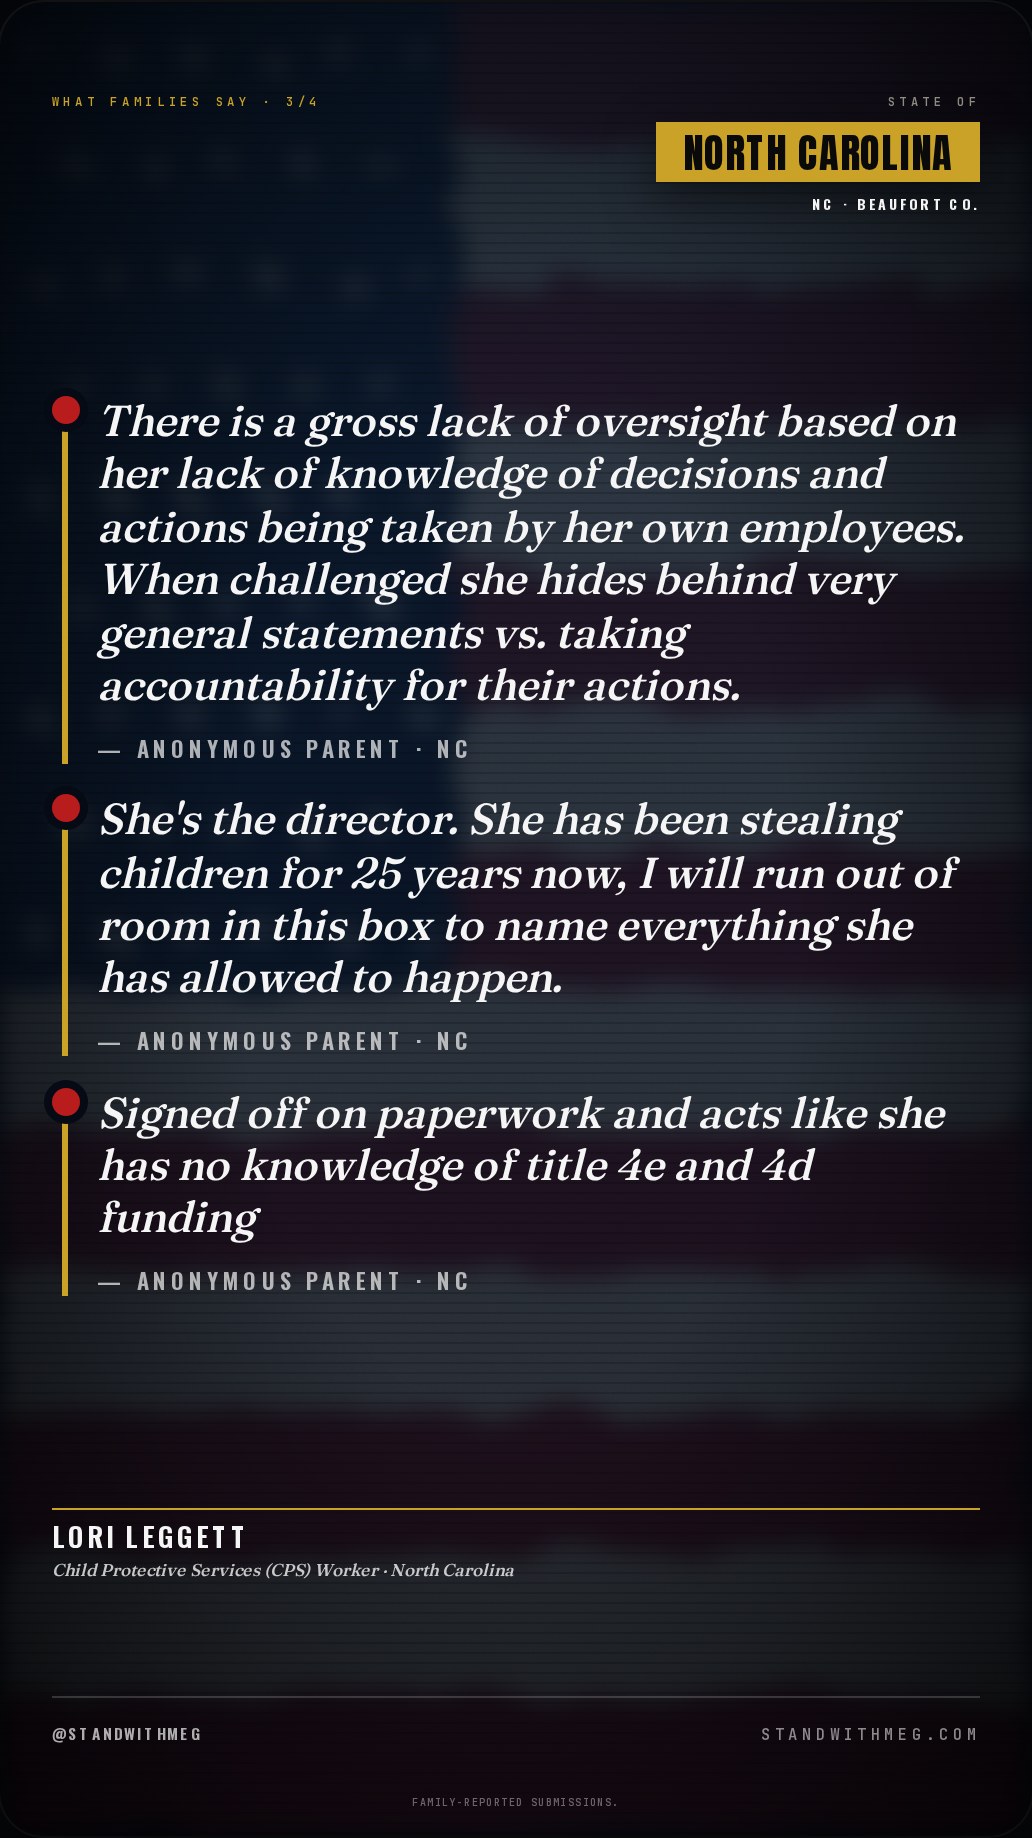 WHAT FAMILIES SAY · 3/4
STATE OF
NORTH CAROLINA
NC · BEAUFORT CO.
There is a gross lack of oversight based on
her lack of knowledge of decisions and
actions being taken by her own employees.
When challenged she hides behind very
general statements vs. taking
accountability for their actions.
— ANONYMOUS PARENT · NC
She's the director. She has been stealing
children for 25 years now, I will run out of
room in this box to name everything she
has allowed to happen.
— ANONYMOUS PARENT · NC
Signed off on paperwork and acts like she
has no knowledge of title 4e and 4d
funding
— ANONYMOUS PARENT · NC
LORI LEGGETT
Child Protective Services (CPS) Worker · North Carolina
@STANDWITHMEG
STANDWITHMEG.COM
FAMILY-REPORTED SUBMISSIONS.